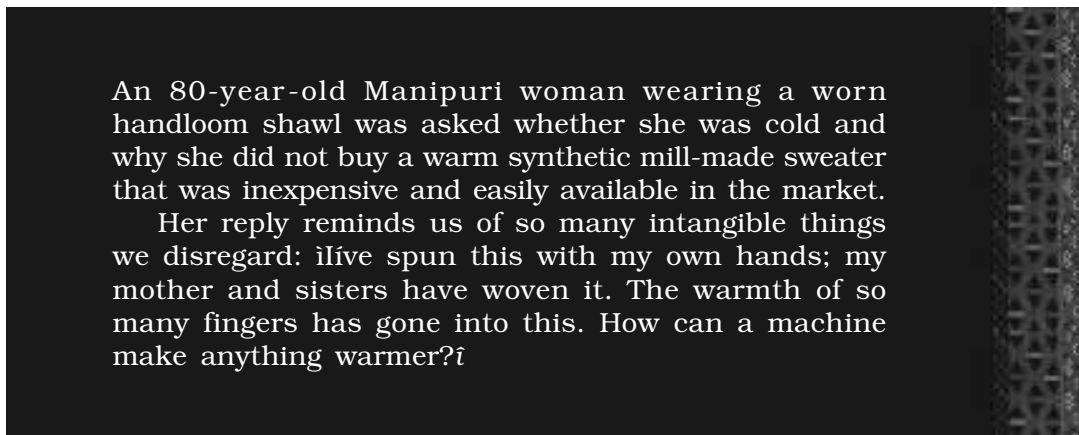 An 80-year-old Manipuri woman wearing a worn
handloom shawl was asked whether she was cold and
why she did not buy a warm synthetic mill-made sweater
that was inexpensive and easily available in the market.
Her reply reminds us of so many intangible things
we disregard: ìIíve spun this with my own hands; my
mother and sisters have woven it. The warmth of so
many fingers has gone into this. How can a machine
make anything warmer?î